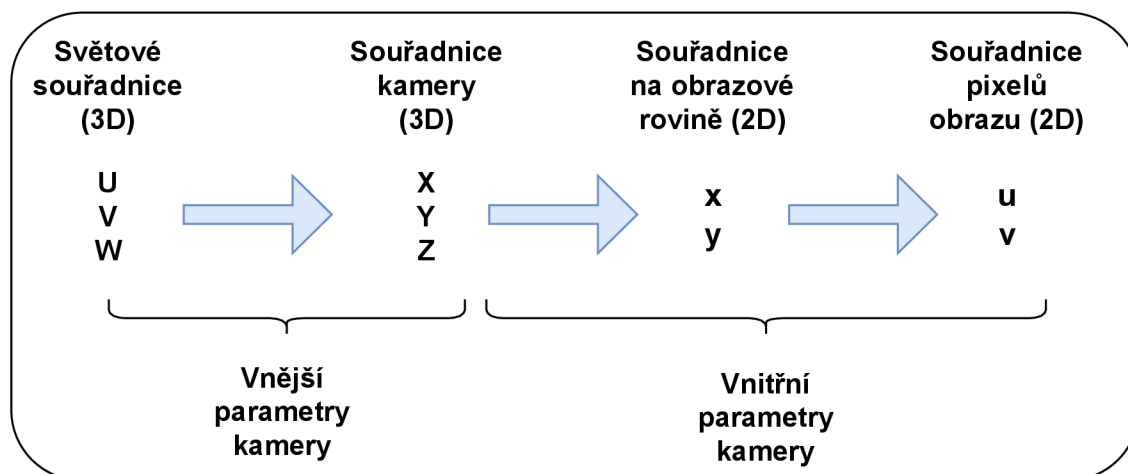 Světové
souřadnice
(3D)
Souřadnice
kamery
(3D)
Souřadnice
na obrazové
rovině (2D)
Souřadnice
pixelů
obrazu (2D)
U
V
W
X
Y
Z
x
y
u
v
Vnější
parametry
kamery
Vnitřní
parametry
kamery